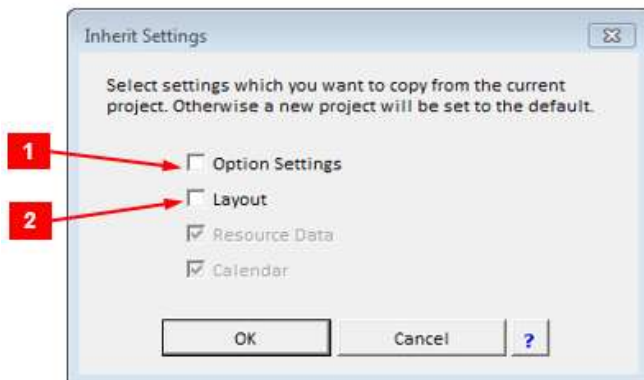 Inherit Settings
Select settings which you want to copy from the current
project. Otherwise a new project will be set to the default.
1
Option Settings
2
Layout
Resource Data
Calendar
OK Cancel ?